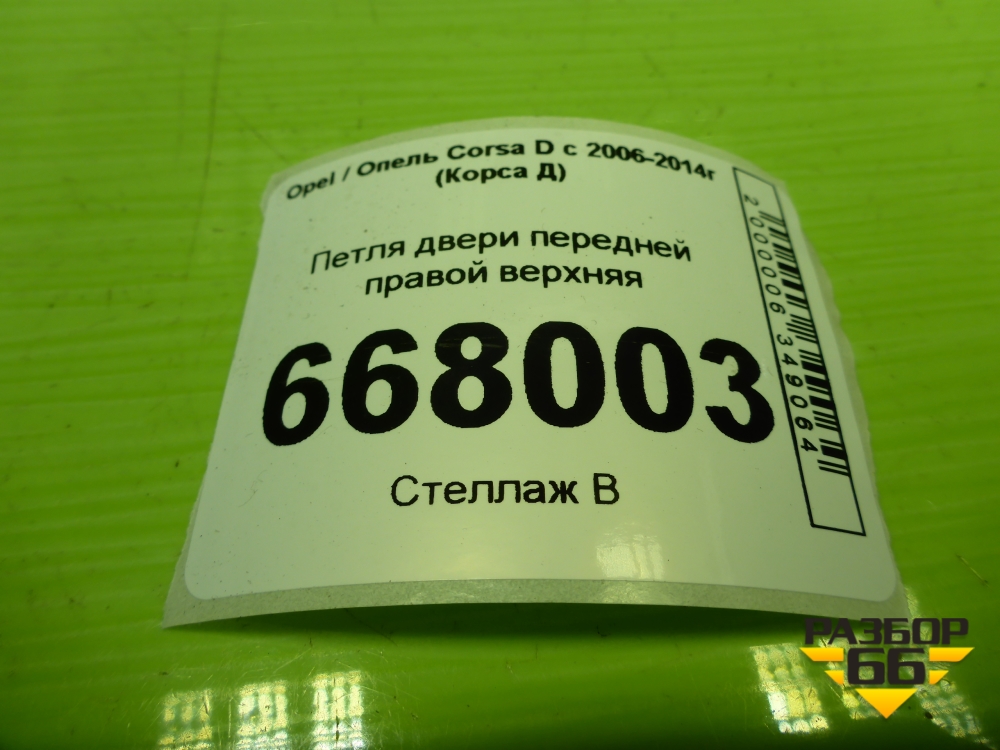 Opel / Опель Corsa D с 2006-2014г
(Корса Д)
Петля двери передней
правой верхняя
668003
Стеллаж В
2000006349064
РАЗБОР
66